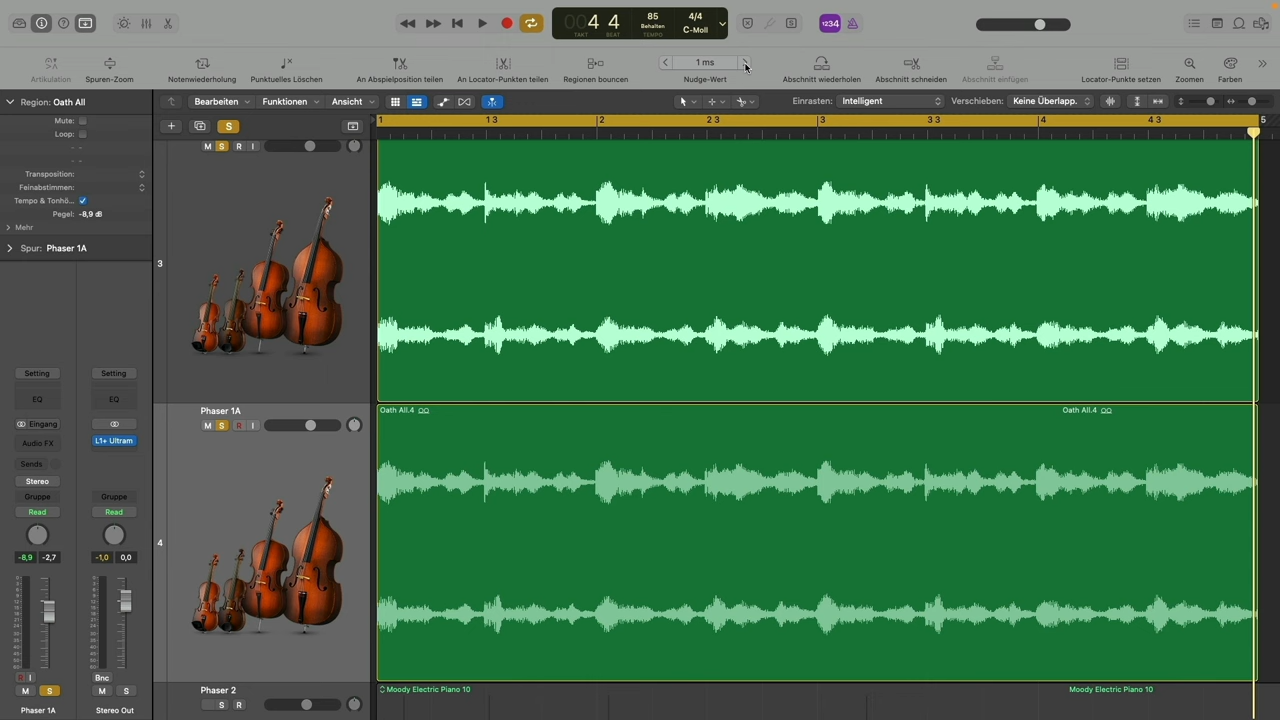 004 4
TAKT BEAT
85
Behalten
TEMPO
4/4
C-Moll
1234
Artikulation:
Spuren-Zoom
Notenwiederholung
Punktuelles Löschen
An Abspielposition teilen
An Locator-Punkten teilen
Regionen bouncen
1 ms
Nudge-Wert
Abschnitt wiederholen
Abschnitt schneiden
Abschnitt einfügen
Locator-Punkte setzen
Zoomen
Farben
Region: Oath All
Bearbeiten
Funktionen
Ansicht
Einrasten: Intelligent
Verschieben: Keine Überlapp.
Mute:
Loop:
Transposition:
Feinabstimmen:
Tempo & Tonhö...
Pegel: -8,9 dB
Mehr
Spur: Phaser 1A
S
1 1 3 2 2 3 3 3 3 4 4 3 5
M S R I
3
Phaser 1A
M S R I
4
Oath All.4
Oath All.4
Phaser 2
S R
Moody Electric Piano 10
Moody Electric Piano 10
Setting Setting
EQ EQ
Eingang
Audio FX L1+ Ultram
Sends
Stereo
Gruppe Gruppe
Read Read
-8,9 -2,7 -1,0 0,0
R I Bnc
M S M S
Phaser 1A Stereo Out